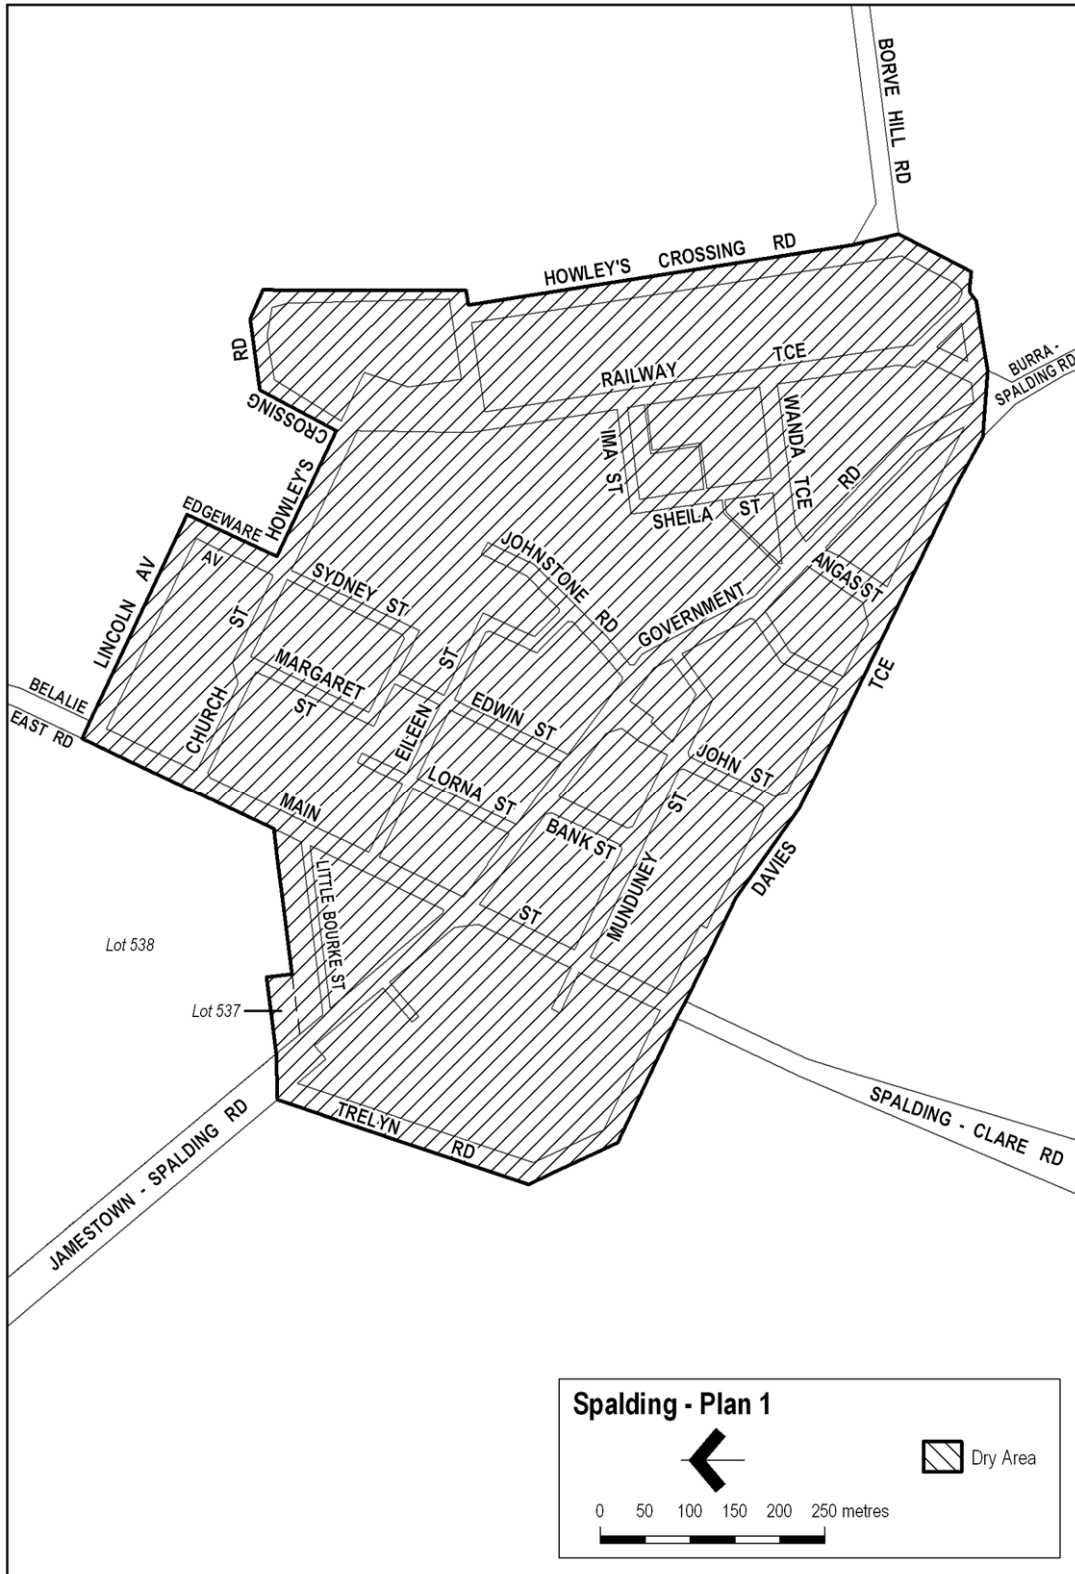 BORVE HILL RD
HOWLEY'S CROSSING RD
RD
CROSSING
HOWLEY'S
RAILWAY TCE
BURRA -
SPALDING RD
IMA ST
WANDA TCE
SHEILA ST
RD
GOVERNMENT
ANGAS ST
EDGEWARE
AV
LINCOLN AV
SYDNEY ST
JOHNSTONE RD
ST
CHURCH
MARGARET
ST
ST
EILEEN
EDWIN ST
TCE
DAVIES
BELALIE
EAST RD
LORNA ST
JOHN ST
MAIN
ST
BANK ST
ST
MUNDUNEY
LITTLE BOURKE ST
Lot 538
Lot 537
TRELYN RD
JAMESTOWN - SPALDING RD
SPALDING - CLARE RD
Spalding - Plan 1
Dry Area
0 50 100 150 200 250 metres